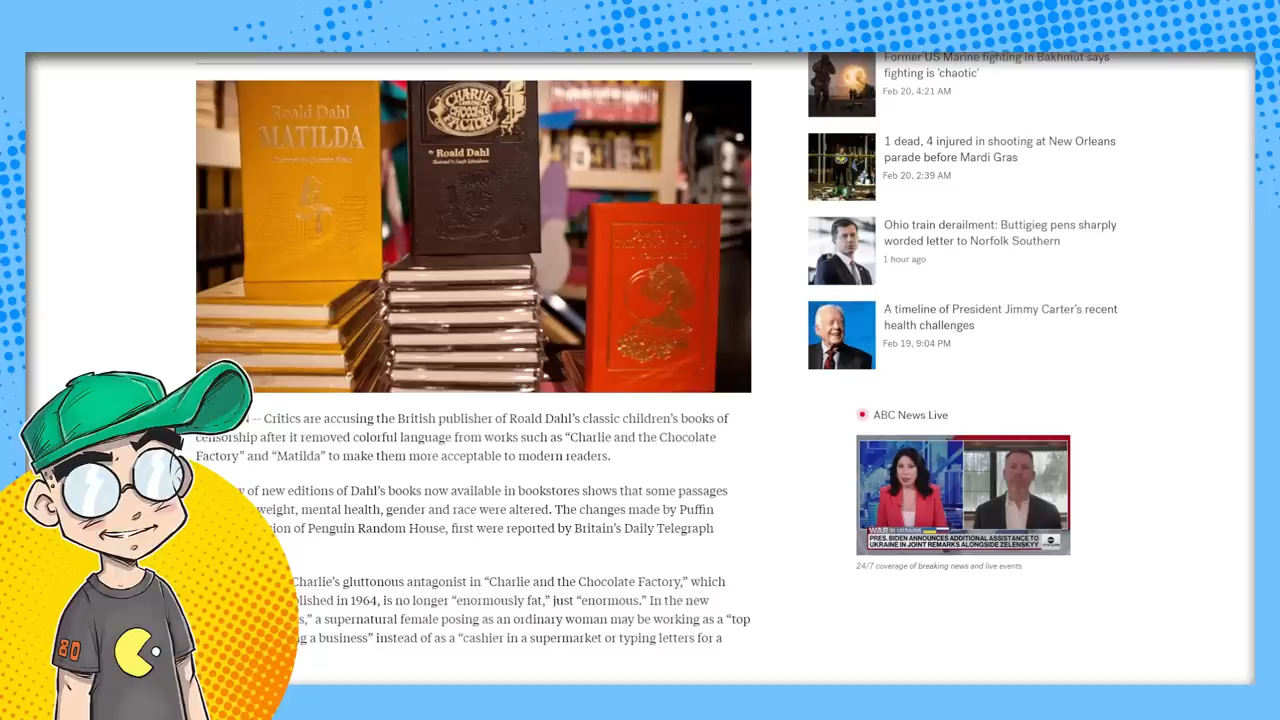 Roald Dahl
MATILDA
CHARLIE
CHOCOLATE
FACTORY
Roald Dahl
Critics are accusing the British publisher of Roald Dahl’s classic children’s books of
censorship after it removed colorful language from works such as “Charlie and the Chocolate
Factory” and “Matilda” to make them more acceptable to modern readers.
of new editions of Dahl’s books now available in bookstores shows that some passages
weight, mental health, gender and race were altered. The changes made by Puffin
of Penguin Random House, first were reported by Britain’s Daily Telegraph
Charlie’s gluttonous antagonist in “Charlie and the Chocolate Factory,” which
in 1964, is no longer “enormously fat,” just “enormous.” In the new
a supernatural female posing as an ordinary woman may be working as a “top
a business” instead of as a “cashier in a supermarket or typing letters for a
80
Former US Marine fighting in Bakhmut says
fighting is 'chaotic'
Feb 20, 4:21 AM
1 dead, 4 injured in shooting at New Orleans
parade before Mardi Gras
Feb 20, 2:39 AM
Ohio train derailment: Buttigieg pens sharply
worded letter to Norfolk Southern
1 hour ago
A timeline of President Jimmy Carter’s recent
health challenges
Feb 19, 9:04 PM
ABC News Live
WAR IN UKRAINE
PRES. BIDEN ANNOUNCES ADDITIONAL ASSISTANCE TO
UKRAINE IN JOINT REMARKS ALONGSIDE ZELENSKYY
24/7 coverage of breaking news and live events